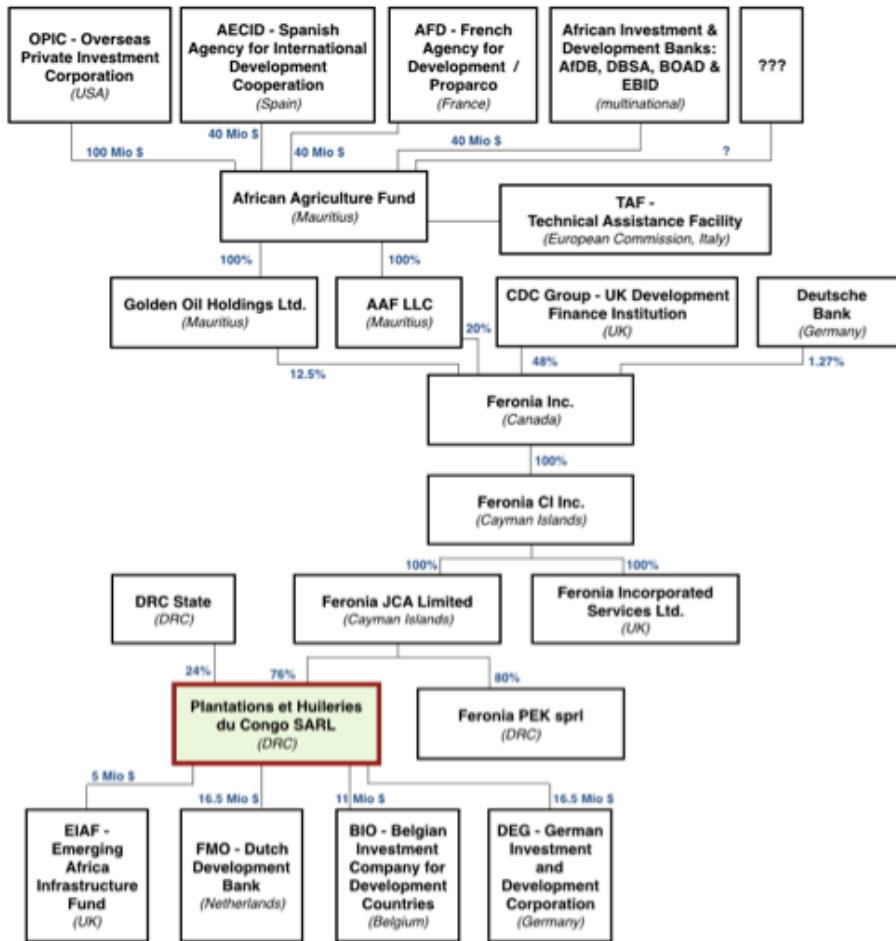 OPIC - Overseas
Private Investment
Corporation
(USA)
AECID - Spanish
Agency for International
Development
Cooperation
(Spain)
AFD - French
Agency for
Development /
Proparco
(France)
African Investment &
Development Banks:
AfDB, DBSA, BOAD &
EBID
(multinational)
???
100 Mio $
40 Mio $
40 Mio $
40 Mio $
?
African Agriculture Fund
(Mauritius)
TAF -
Technical Assistance Facility
(European Commission, Italy)
100%
100%
Golden Oil Holdings Ltd.
(Mauritius)
AAF LLC
(Mauritius)
CDC Group - UK Development
Finance Institution
(UK)
Deutsche
Bank
(Germany)
12.5%
20%
48%
1.27%
Feronia Inc.
(Canada)
100%
Feronia CI Inc.
(Cayman Islands)
100%
100%
DRC State
(DRC)
Feronia JCA Limited
(Cayman Islands)
Feronia Incorporated
Services Ltd.
(UK)
24%
76%
80%
Plantations et Huileries
du Congo SARL
(DRC)
Feronia PEK sprl
(DRC)
5 Mio $
16.5 Mio $
11 Mio $
16.5 Mio $
EIAF -
Emerging
Africa
Infrastructure
Fund
(UK)
FMO - Dutch
Development
Bank
(Netherlands)
BIO - Belgian
Investment
Company for
Development
Countries
(Belgium)
DEG - German
Investment
and
Development
Corporation
(Germany)